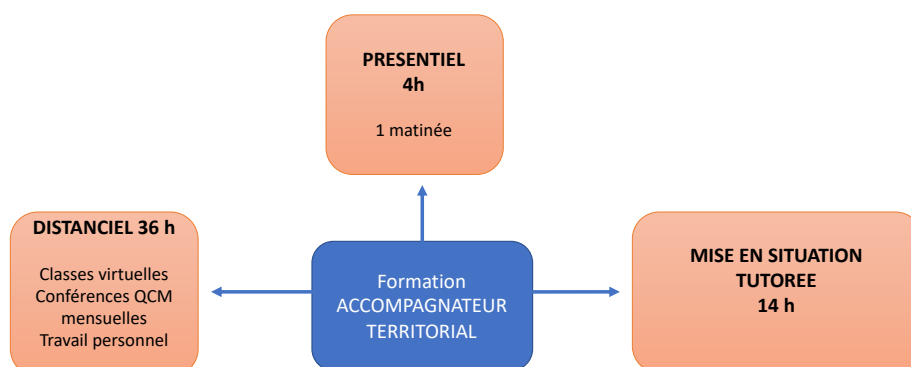 PRESENTIEL
4h
1 matinée
DISTANCIEL 36 h
Classes virtuelles
Conférences QCM
mensuelles
Travail personnel
Formation
ACCOMPAGNATEUR
TERRITORIAL
MISE EN SITUATION
TUTOREE
14 h